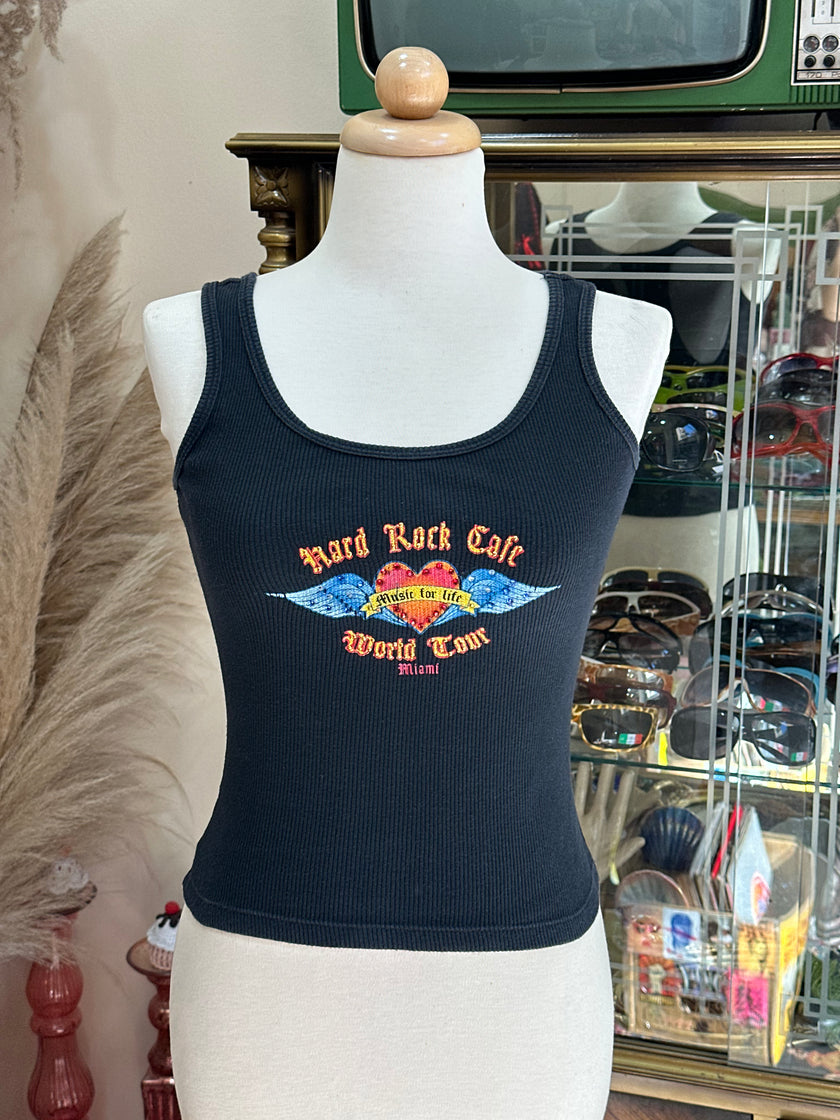 Hard Rock Cafe
Music for life
World Tour
Miami